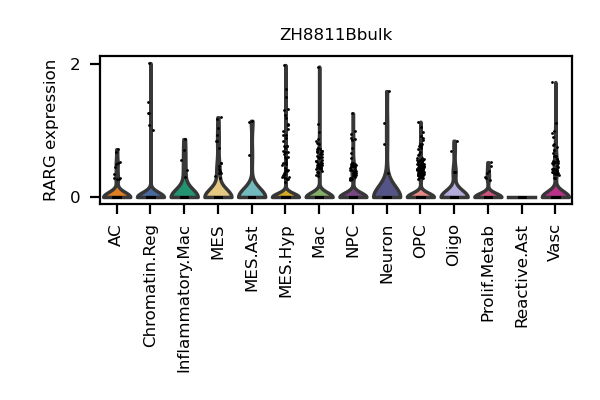 ZH8811Bbulk
RARG expression
2
0
AC
Chromatin.Reg
Inflammatory.Mac
MES
MES.Ast
MES.Hyp
Mac
NPC
Neuron
OPC
Oligo
Prolif.Metab
Reactive.Ast
Vasc